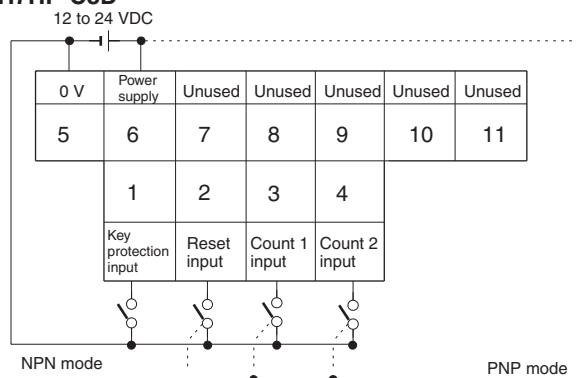 12 to 24 VDC
0 V
Power
supply
Unused
Unused
Unused
Unused
Unused
5
6
7
8
9
10
11
1
2
3
4
Key
protection
input
Reset
input
Count 1
input
Count 2
input
NPN mode
PNP mode